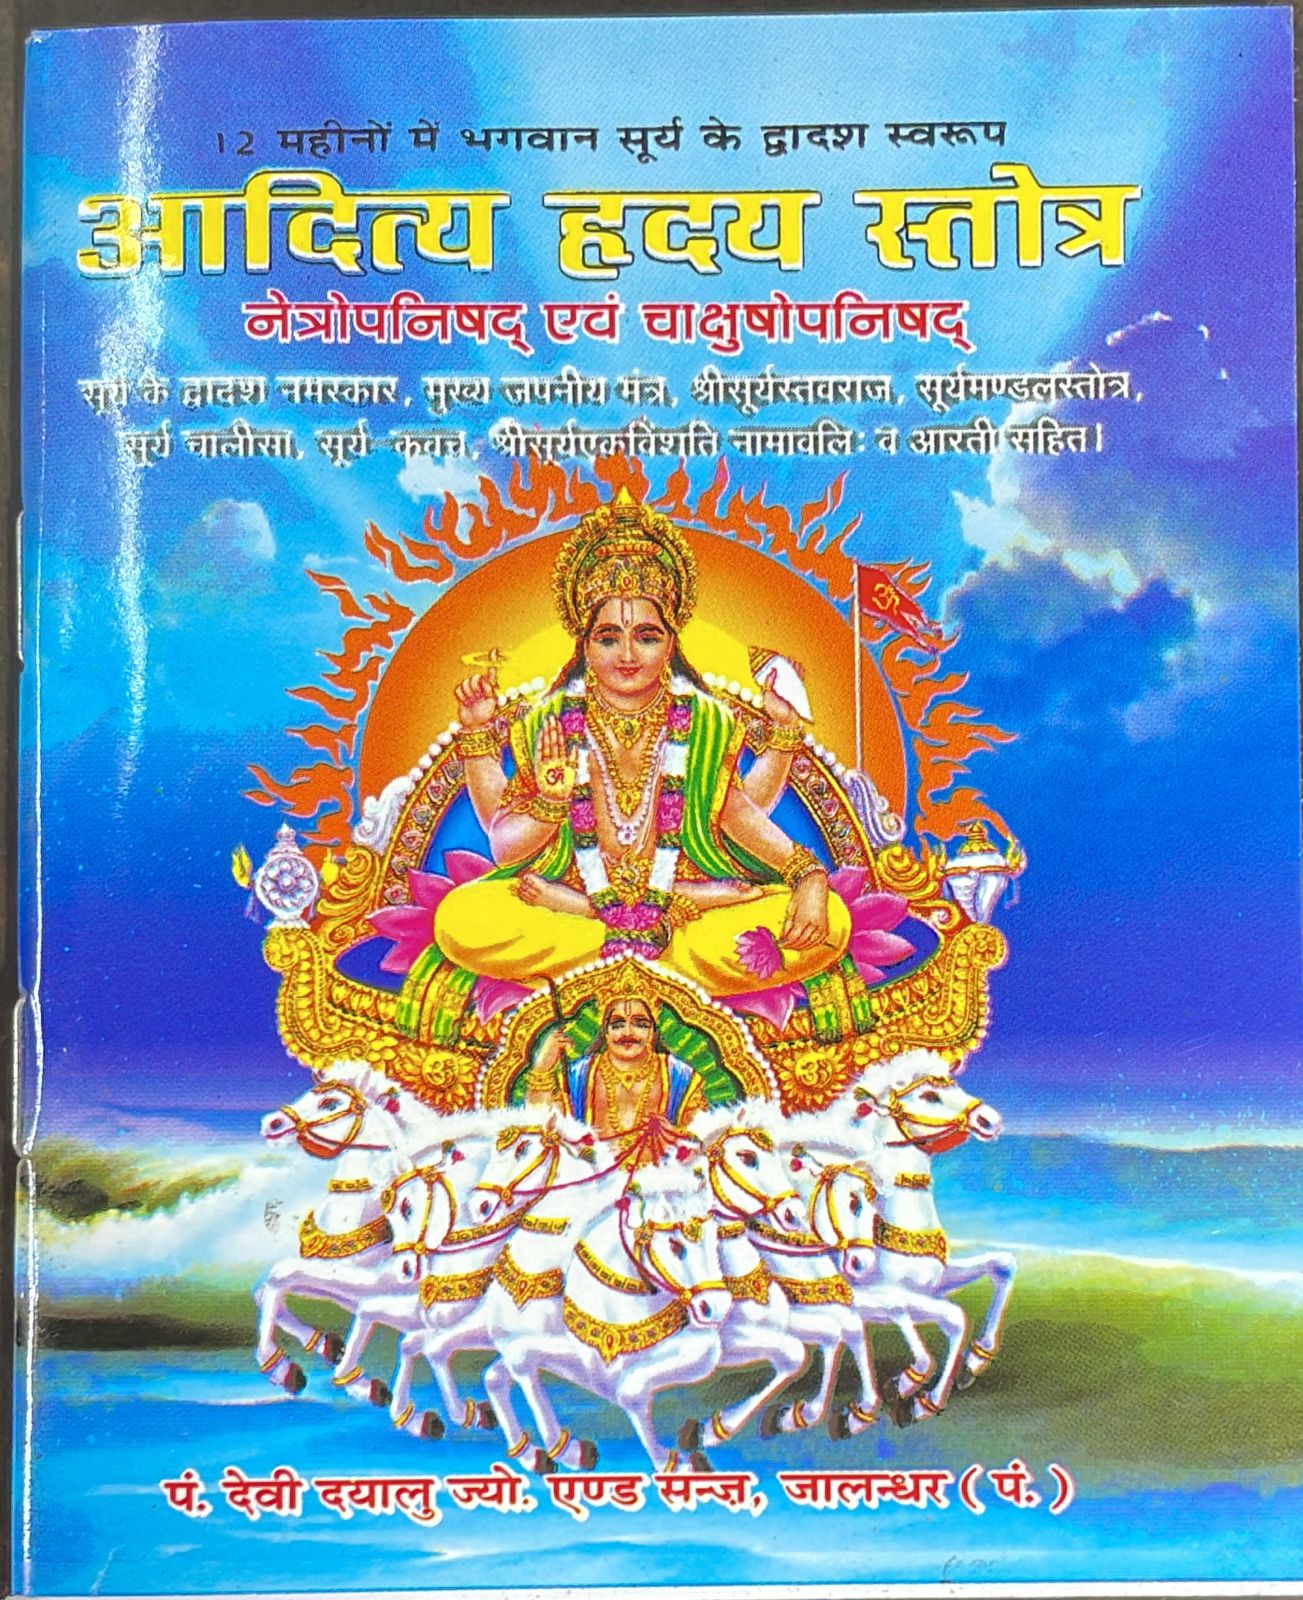 12 महीनों में भगवान सूर्य के द्वादश स्वरूप
आदित्य हृदय स्तोत्र
नेत्रोपनिषद् एवं चाक्षुषोपनिषद्
सूर्य के द्वादश नमस्कार, मुख्य जपनीय मंत्र, श्रीसूर्यस्तवराज, सूर्यमण्डलस्तोत्र,
सूर्य चालीसा, सूर्य कवच, श्रीसूर्यएकविंशति नामावलिः व आरती सहित।
ॐ
ॐ
ॐ ॐ
पं. देवी दयालु ज्यो. एण्ड सन्ज़, जालन्धर ( पं. )